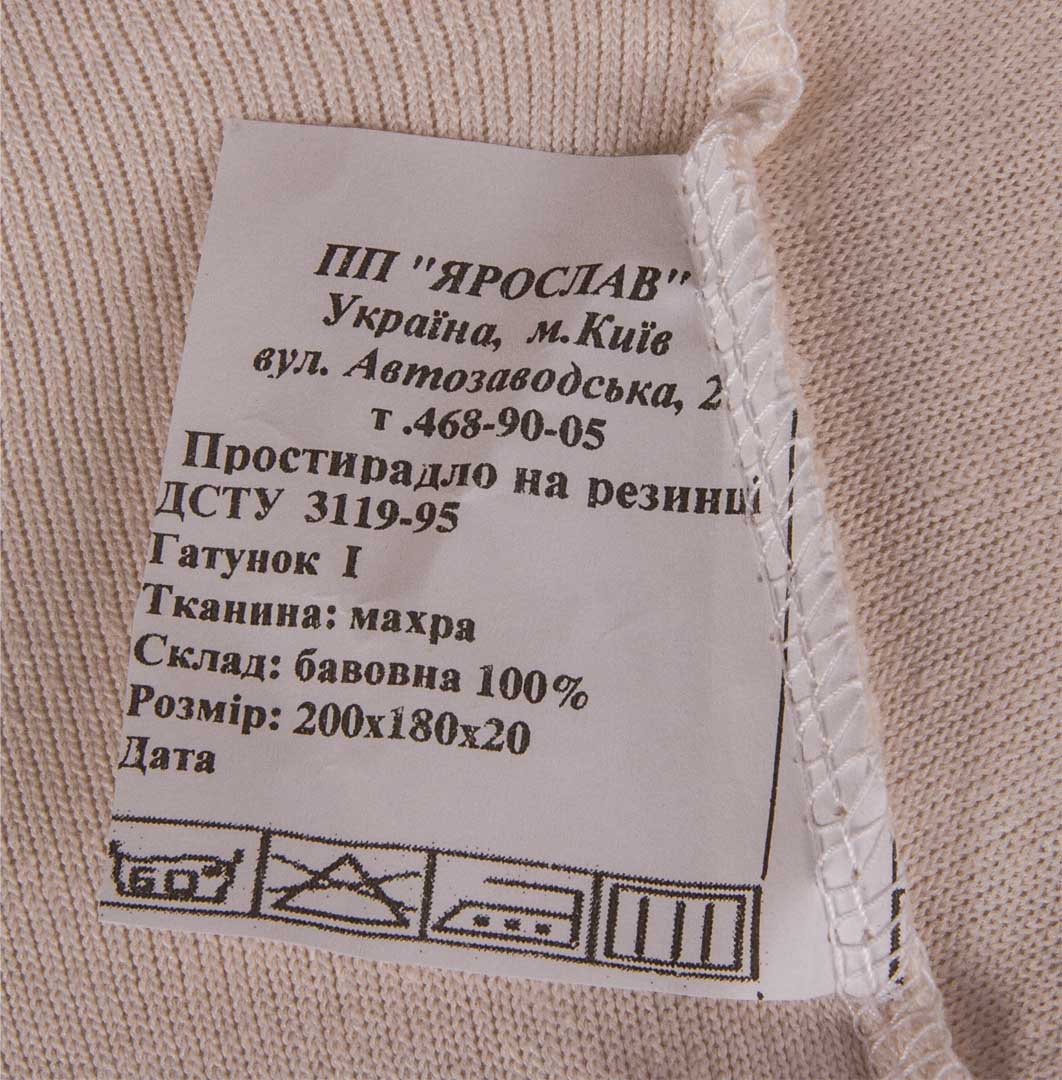 ПП "ЯРОСЛАВ"
Україна, м.Київ
вул. Автозаводська, 2
т .468-90-05
Простирадло на резинці
ДСТУ 3119-95
Гатунок I
Тканина: махра
Склад: бавовна 100%
Розмір: 200х180х20
Дата
60°